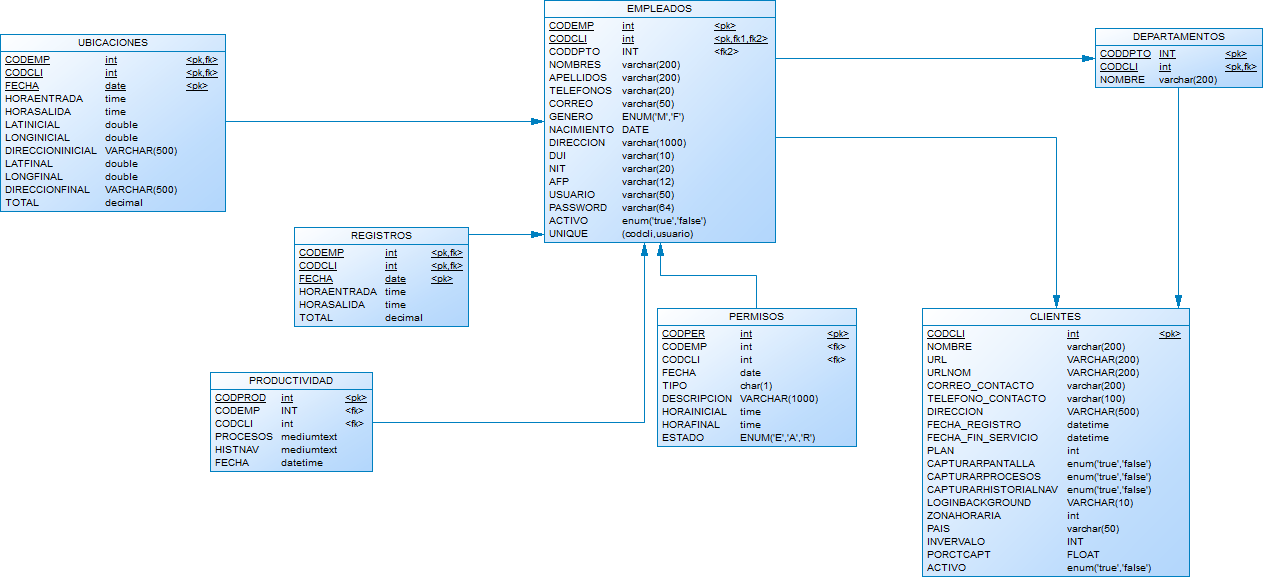 EMPLEADOS
CODEMP int <pk>
CODCLI int <pk,fk1,fk2>
CODDPTO INT <fk2>
NOMBRES varchar(200)
APELLIDOS varchar(200)
TELEFONOS varchar(20)
CORREO varchar(50)
GENERO ENUM('M','F')
NACIMIENTO DATE
DIRECCION varchar(1000)
DUI varchar(10)
NIT varchar(20)
AFP varchar(12)
USUARIO varchar(50)
PASSWORD varchar(64)
ACTIVO enum('true','false')
UNIQUE (codcli,usuario)
DEPARTAMENTOS
CODDPTO INT <pk>
CODCLI int <pk,fk>
NOMBRE varchar(200)
UBICACIONES
CODEMP int <pk,fk>
CODCLI int <pk,fk>
FECHA date <pk>
HORAENTRADA time
HORASALIDA time
LATINICIAL double
LONGINICIAL double
DIRECCIONINICIAL VARCHAR(500)
LATFINAL double
LONGFINAL double
DIRECCIONFINAL VARCHAR(500)
TOTAL decimal
REGISTROS
CODEMP int <pk,fk>
CODCLI int <pk,fk>
FECHA date <pk>
HORAENTRADA time
HORASALIDA time
TOTAL decimal
PERMISOS
CODPER int <pk>
CODEMP int <fk>
CODCLI int <fk>
FECHA date
TIPO char(1)
DESCRIPCION VARCHAR(1000)
HORAINICIAL time
HORAFINAL time
ESTADO ENUM('E','A','R')
CLIENTES
CODCLI int <pk>
NOMBRE varchar(200)
URL VARCHAR(200)
URLNOM VARCHAR(200)
CORREO_CONTACTO varchar(200)
TELEFONO_CONTACTO varchar(100)
DIRECCION VARCHAR(500)
FECHA_REGISTRO datetime
FECHA_FIN_SERVICIO datetime
PLAN int
CAPTURARPANTALLA enum('true','false')
CAPTURARPROCESOS enum('true','false')
CAPTURARHISTORIALNAV enum('true','false')
LOGINBACKGROUND VARCHAR(10)
ZONAHORARIA int
PAIS varchar(50)
INVERVALO INT
PORCTCAPT FLOAT
ACTIVO enum('true','false')
PRODUCTIVIDAD
CODPROD int <pk>
CODEMP INT <fk>
CODCLI int <fk>
PROCESOS mediumtext
HISTNAV mediumtext
FECHA datetime